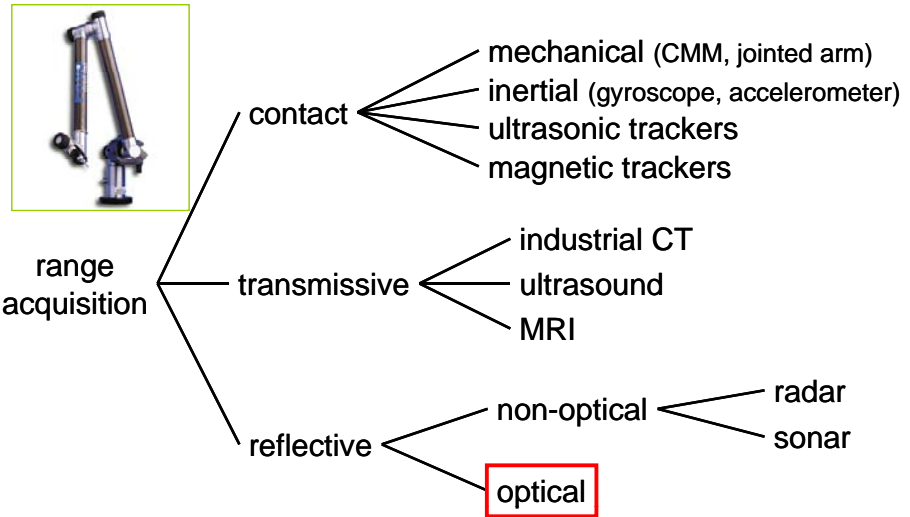 mechanical (CMM, jointed arm)
inertial (gyroscope, accelerometer)
contact
ultrasonic trackers
magnetic trackers
industrial CT
range
acquisition
transmissive
ultrasound
MRI
non-optical
radar
sonar
reflective
optical